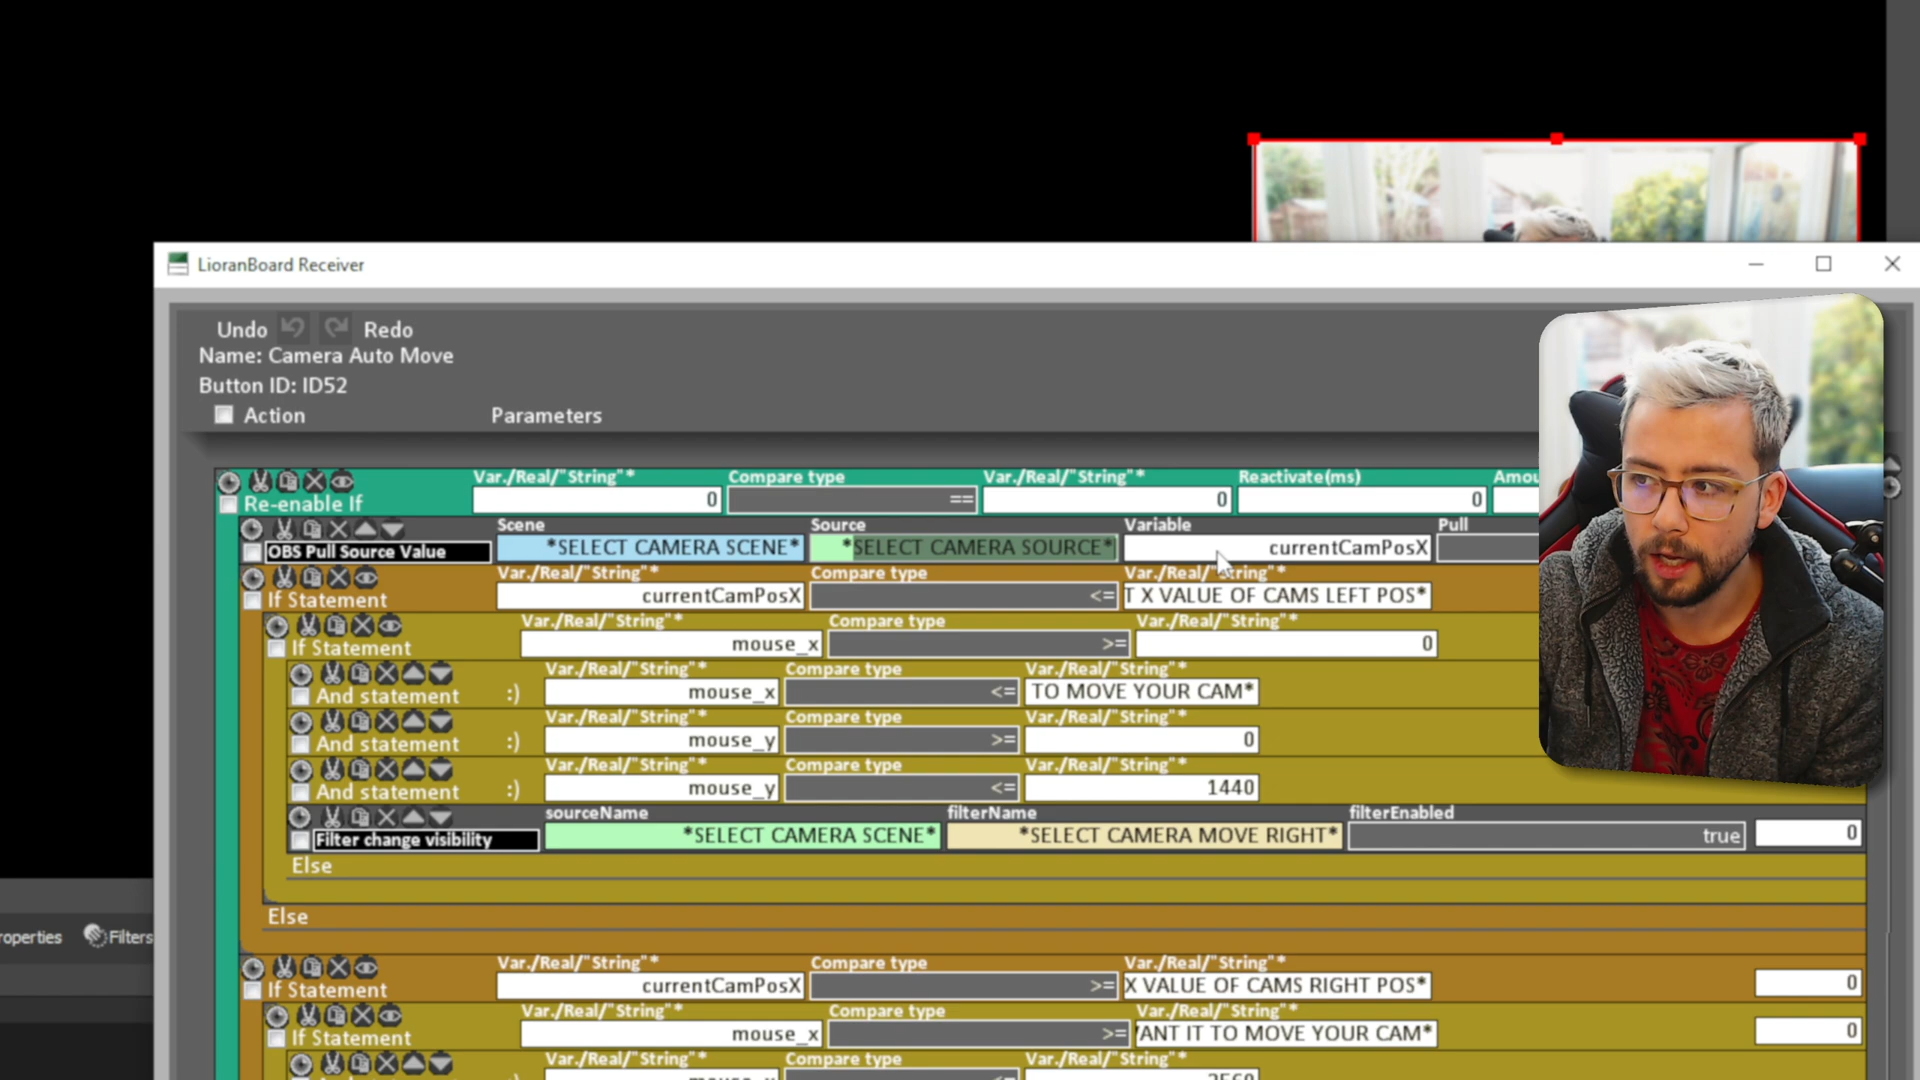 LioranBoard Receiver
Undo Redo
Name: Camera Auto Move
Button ID: ID52
Action Parameters
Var./Real/"String"* Compare type Var./Real/"String"* Reactivate(ms) Amou
Re-enable If 0 == 0 0
Scene Source Variable Pull
OBS Pull Source Value *SELECT CAMERA SCENE* *SELECT CAMERA SOURCE* currentCamPosX
Var./Real/"String"* Compare type Var./Real/"String"*
If Statement currentCamPosX <= T X VALUE OF CAMS LEFT POS*
Var./Real/"String"* Compare type Var./Real/"String"*
If Statement mouse_x >= 0
Var./Real/"String"* Compare type Var./Real/"String"*
And statement :) mouse_x <= TO MOVE YOUR CAM*
Var./Real/"String"* Compare type Var./Real/"String"*
And statement :) mouse_y >= 0
Var./Real/"String"* Compare type Var./Real/"String"*
And statement :) mouse_y <= 1440
sourceName filterName filterEnabled
Filter change visibility *SELECT CAMERA SCENE* *SELECT CAMERA MOVE RIGHT* true 0
Else
Else
roperties Filters
Var./Real/"String"* Compare type Var./Real/"String"*
If Statement currentCamPosX >= X VALUE OF CAMS RIGHT POS* 0
Var./Real/"String"* Compare type Var./Real/"String"*
If Statement mouse_x >= ANT IT TO MOVE YOUR CAM* 0
Var./Real/"String"* Compare type Var./Real/"String"*